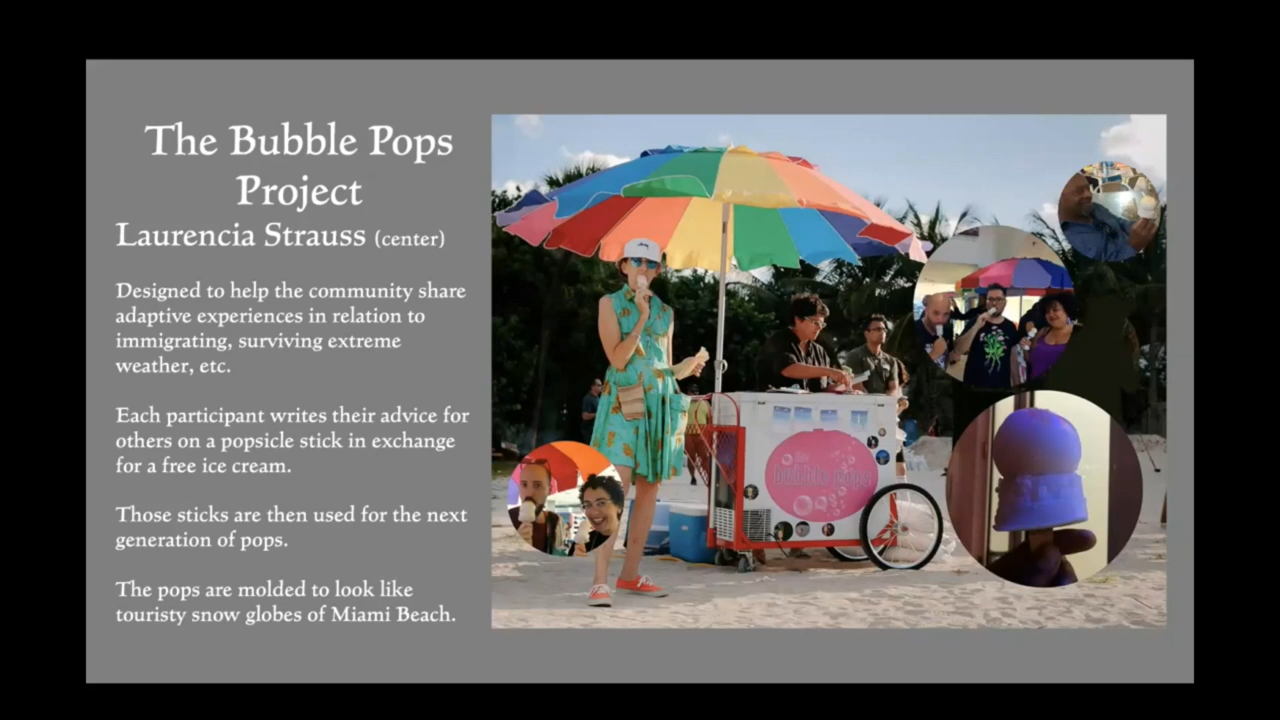 The Bubble Pops
Project
Laurencia Strauss (center)
Designed to help the community share
adaptive experiences in relation to
immigrating, surviving extreme
weather, etc.
Each participant writes their advice for
others on a popsicle stick in exchange
for a free ice cream.
Those sticks are then used for the next
generation of pops.
The pops are molded to look like
touristy snow globes of Miami Beach.
bubble pops